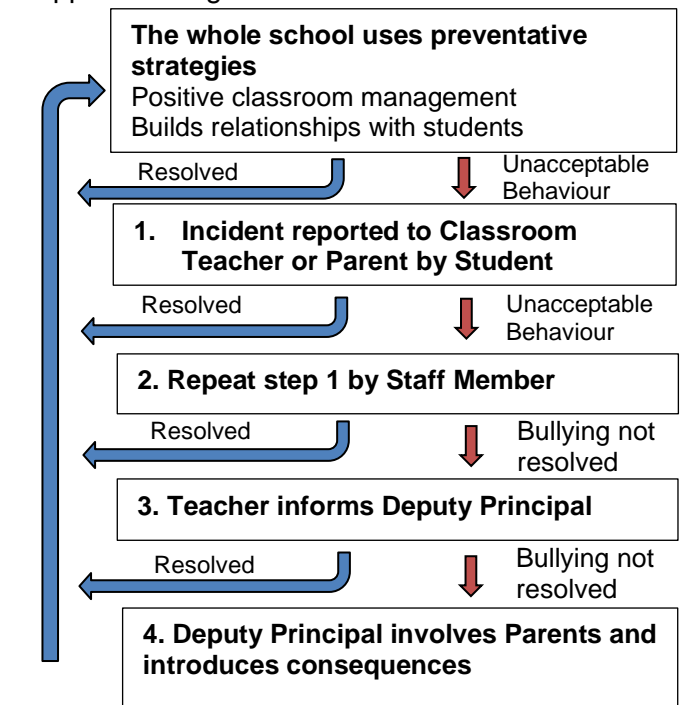 The whole school uses preventative
strategies
Positive classroom management
Builds relationships with students
Resolved
Unacceptable
Behaviour
1. Incident reported to Classroom
Teacher or Parent by Student
Resolved
Unacceptable
Behaviour
2. Repeat step 1 by Staff Member
Resolved
Bullying not
resolved
3. Teacher informs Deputy Principal
Resolved
Bullying not
resolved
4. Deputy Principal involves Parents and
introduces consequences